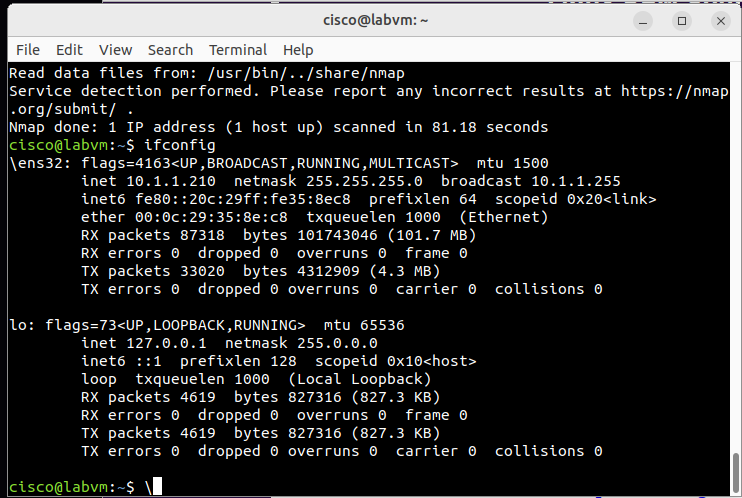 cisco@labvm: ~
File Edit View Search Terminal Help
Read data files from: /usr/bin/../share/nmap
Service detection performed. Please report any incorrect results at https://nmap
.org/submit/ .
Nmap done: 1 IP address (1 host up) scanned in 81.18 seconds
cisco@labvm:~$ ifconfig
\ens32: flags=4163<UP,BROADCAST,RUNNING,MULTICAST>  mtu 1500
        inet 10.1.1.210  netmask 255.255.255.0  broadcast 10.1.1.255
        inet6 fe80::20c:29ff:fe35:8ec8  prefixlen 64  scopeid 0x20<link>
        ether 00:0c:29:35:8e:c8  txqueuelen 1000  (Ethernet)
        RX packets 87318  bytes 101743046 (101.7 MB)
        RX errors 0  dropped 0  overruns 0  frame 0
        TX packets 33020  bytes 4312909 (4.3 MB)
        TX errors 0  dropped 0 overruns 0  carrier 0  collisions 0

lo: flags=73<UP,LOOPBACK,RUNNING>  mtu 65536
        inet 127.0.0.1  netmask 255.0.0.0
        inet6 ::1  prefixlen 128  scopeid 0x10<host>
        loop  txqueuelen 1000  (Local Loopback)
        RX packets 4619  bytes 827316 (827.3 KB)
        RX errors 0  dropped 0  overruns 0  frame 0
        TX packets 4619  bytes 827316 (827.3 KB)
        TX errors 0  dropped 0 overruns 0  carrier 0  collisions 0

cisco@labvm:~$ \